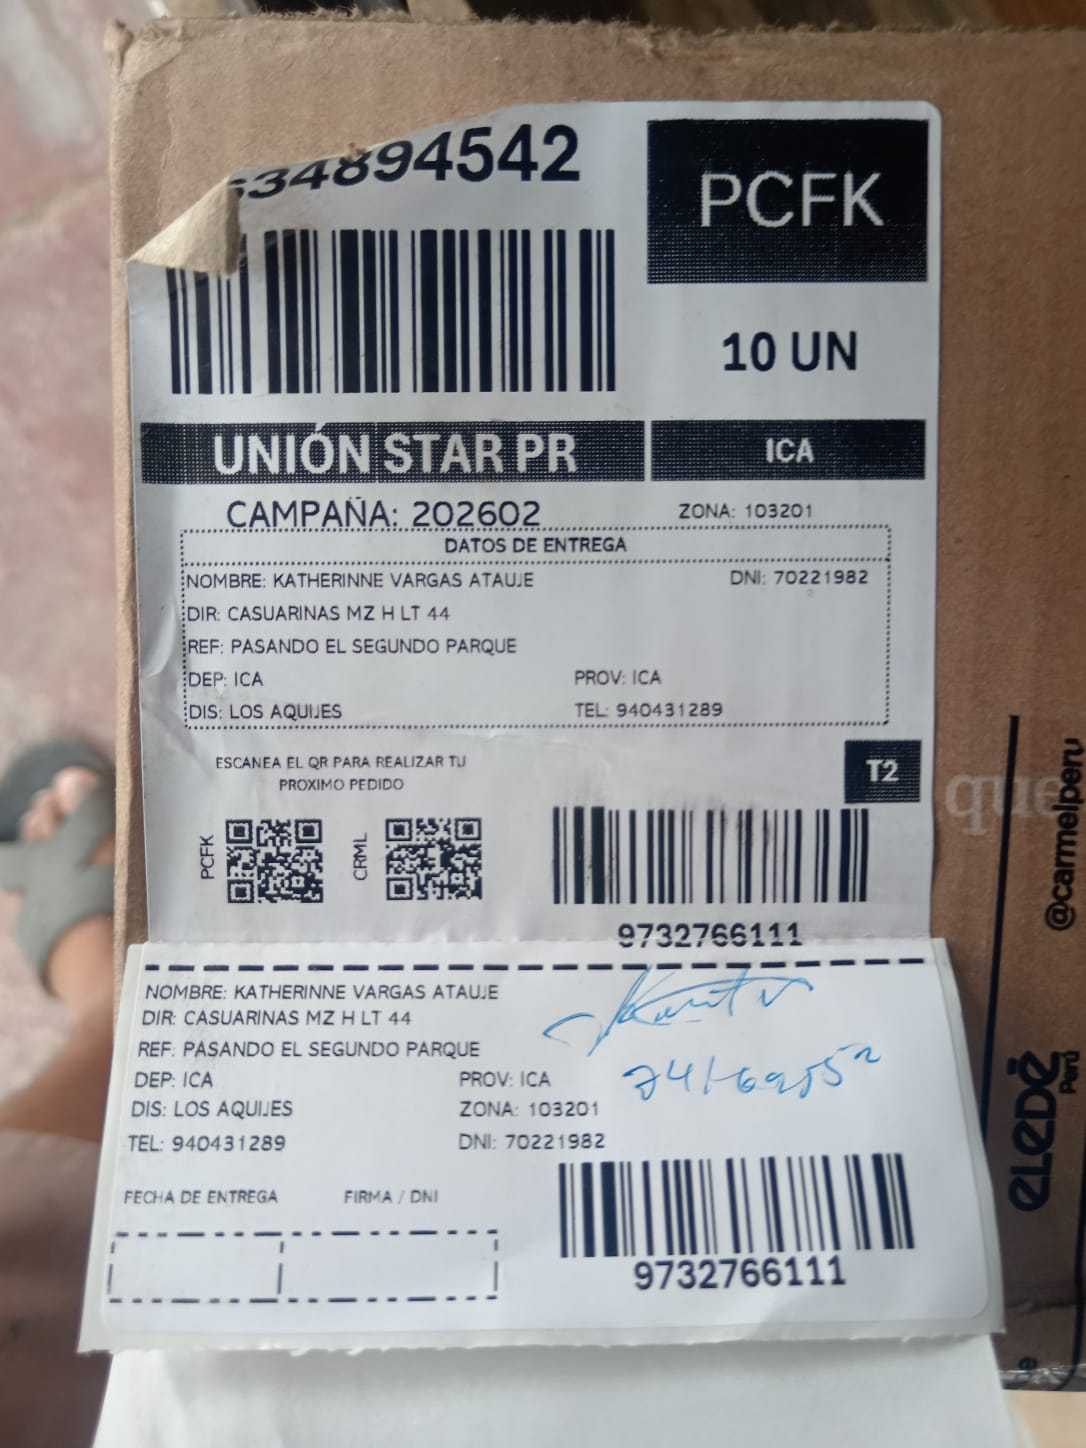 634894542
PCFK
10 UN
UNIÓN STAR PR
ICA
CAMPAÑA: 202602
ZONA: 103201
DATOS DE ENTREGA
NOMBRE: KATHERINNE VARGAS ATAUJE
DNI: 70221982
DIR: CASUARINAS MZ H LT 44
REF: PASANDO EL SEGUNDO PARQUE
DEP: ICA
PROV: ICA
DIS: LOS AQUIJES
TEL: 940431289
ESCANEA EL QR PARA REALIZAR TU
PROXIMO PEDIDO
T2
PCFK
CRML
9732766111
NOMBRE: KATHERINNE VARGAS ATAUJE
DIR: CASUARINAS MZ H LT 44
REF: PASANDO EL SEGUNDO PARQUE
DEP: ICA
PROV: ICA
DIS: LOS AQUIJES
ZONA: 103201
TEL: 940431289
DNI: 70221982
FECHA DE ENTREGA
FIRMA / DNI
9732766111
que
@carmelperu
eLeDē
Perú